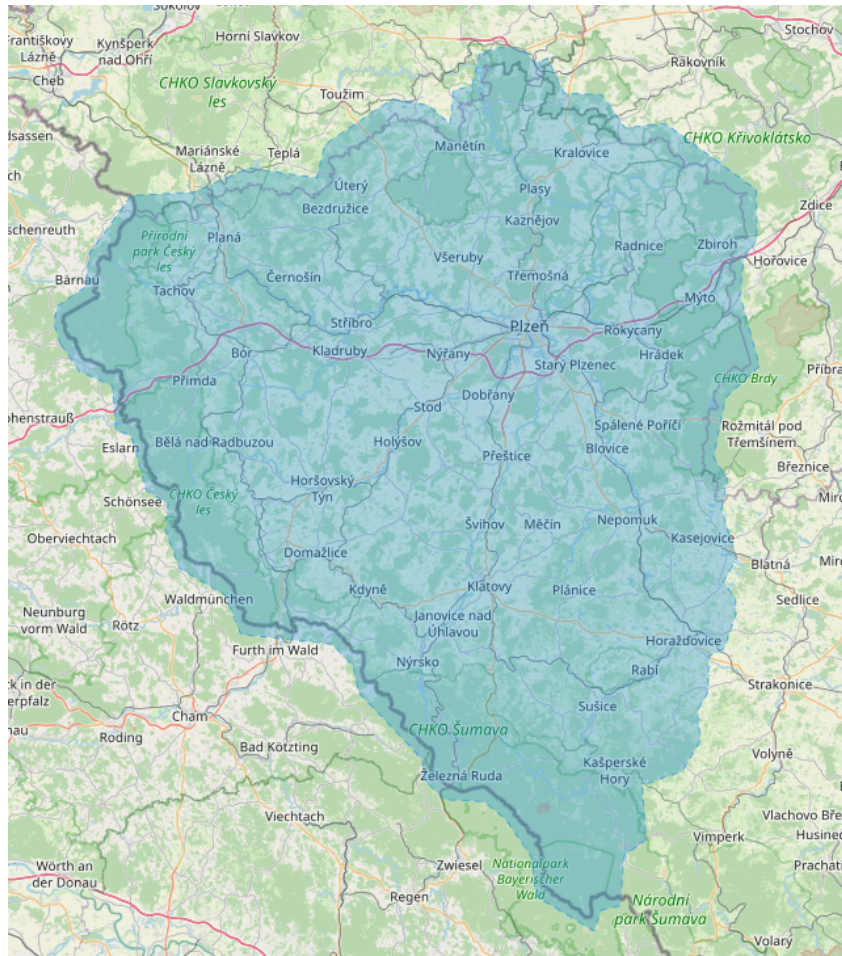 Sokolov
Stochov
Horní Slavkov
Františkovy
Lázně
Kynšperk
nad Ohří
Rakovník
Cheb
CHKO Slavkovský
les
Toužim
CHKO Křivoklátsko
Manětín
Kralovice
Mariánské
Lázně
Teplá
Úterý
Plasy
Bezdružice
Zdice
Kaznějov
Přírodní
park Český
les
Planá
Radnice
Zbiroh
Všeruby
Hořovice
Bärnau
Černošín
Třemošná
Tachov
Mýto
Stříbro
Plzeň
Rokycany
Bor
Kladruby
Nýřany
Hrádek
Starý Plzenec
Přimda
CHKO Brdy
Dobřany
Stod
Spálené Poříčí
Rožmitál pod
Třemšínem
Bělá nad Radbuzou
Holýšov
Eslarn
Přeštice
Blovice
Březnice
Horšovský
Týn
CHKO Český
les
Schönsee
Švihov
Měčín
Nepomuk
Kasejovice
Oberviechtach
Domažlice
Blatná
Klatovy
Plánice
Kdyně
Waldmünchen
Sedlice
Neunburg
vorm Wald
Rötz
Janovice nad
Úhlavou
Horažďovice
Furth im Wald
Nýrsko
Rabí
Strakonice
Cham
Sušice
CHKO Šumava
Roding
Bad Kötzting
Volyně
Železná Ruda
Kašperské
Hory
Viechtach
Vimperk
Zwiesel
Wörth an
der Donau
Nationalpark
Bayerischer
Wald
Regen
Národní
park Šumava
Volary